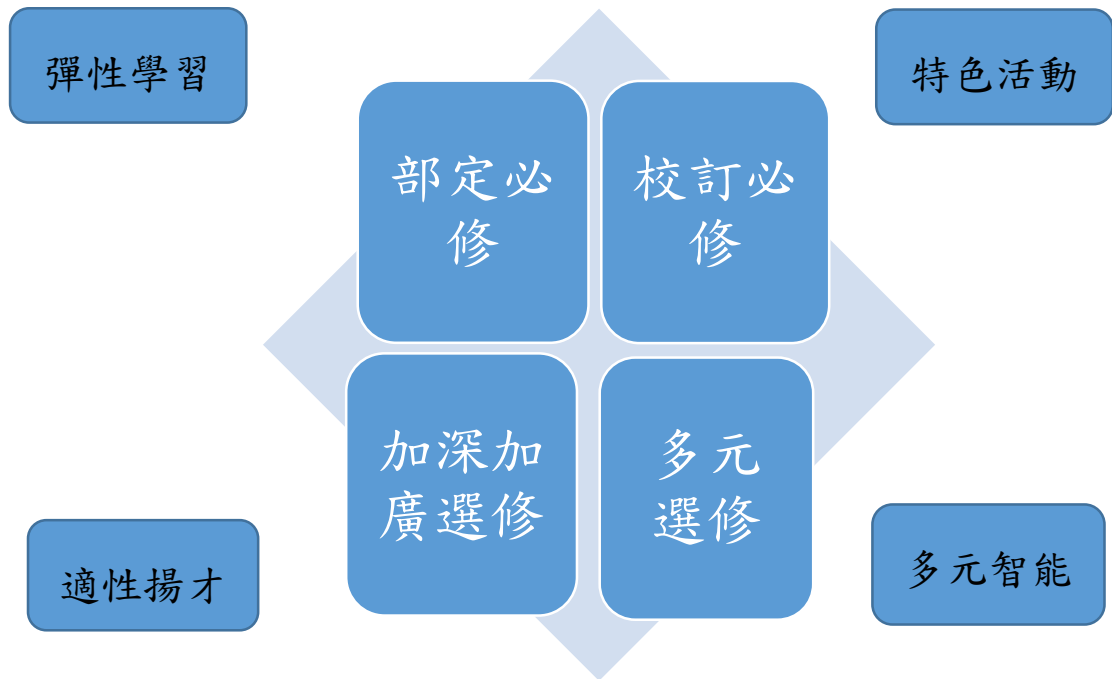 彈性學習
特色活動
部定必
修
校訂必
修
加深加
廣選修
多元
選修
適性揚才
多元智能